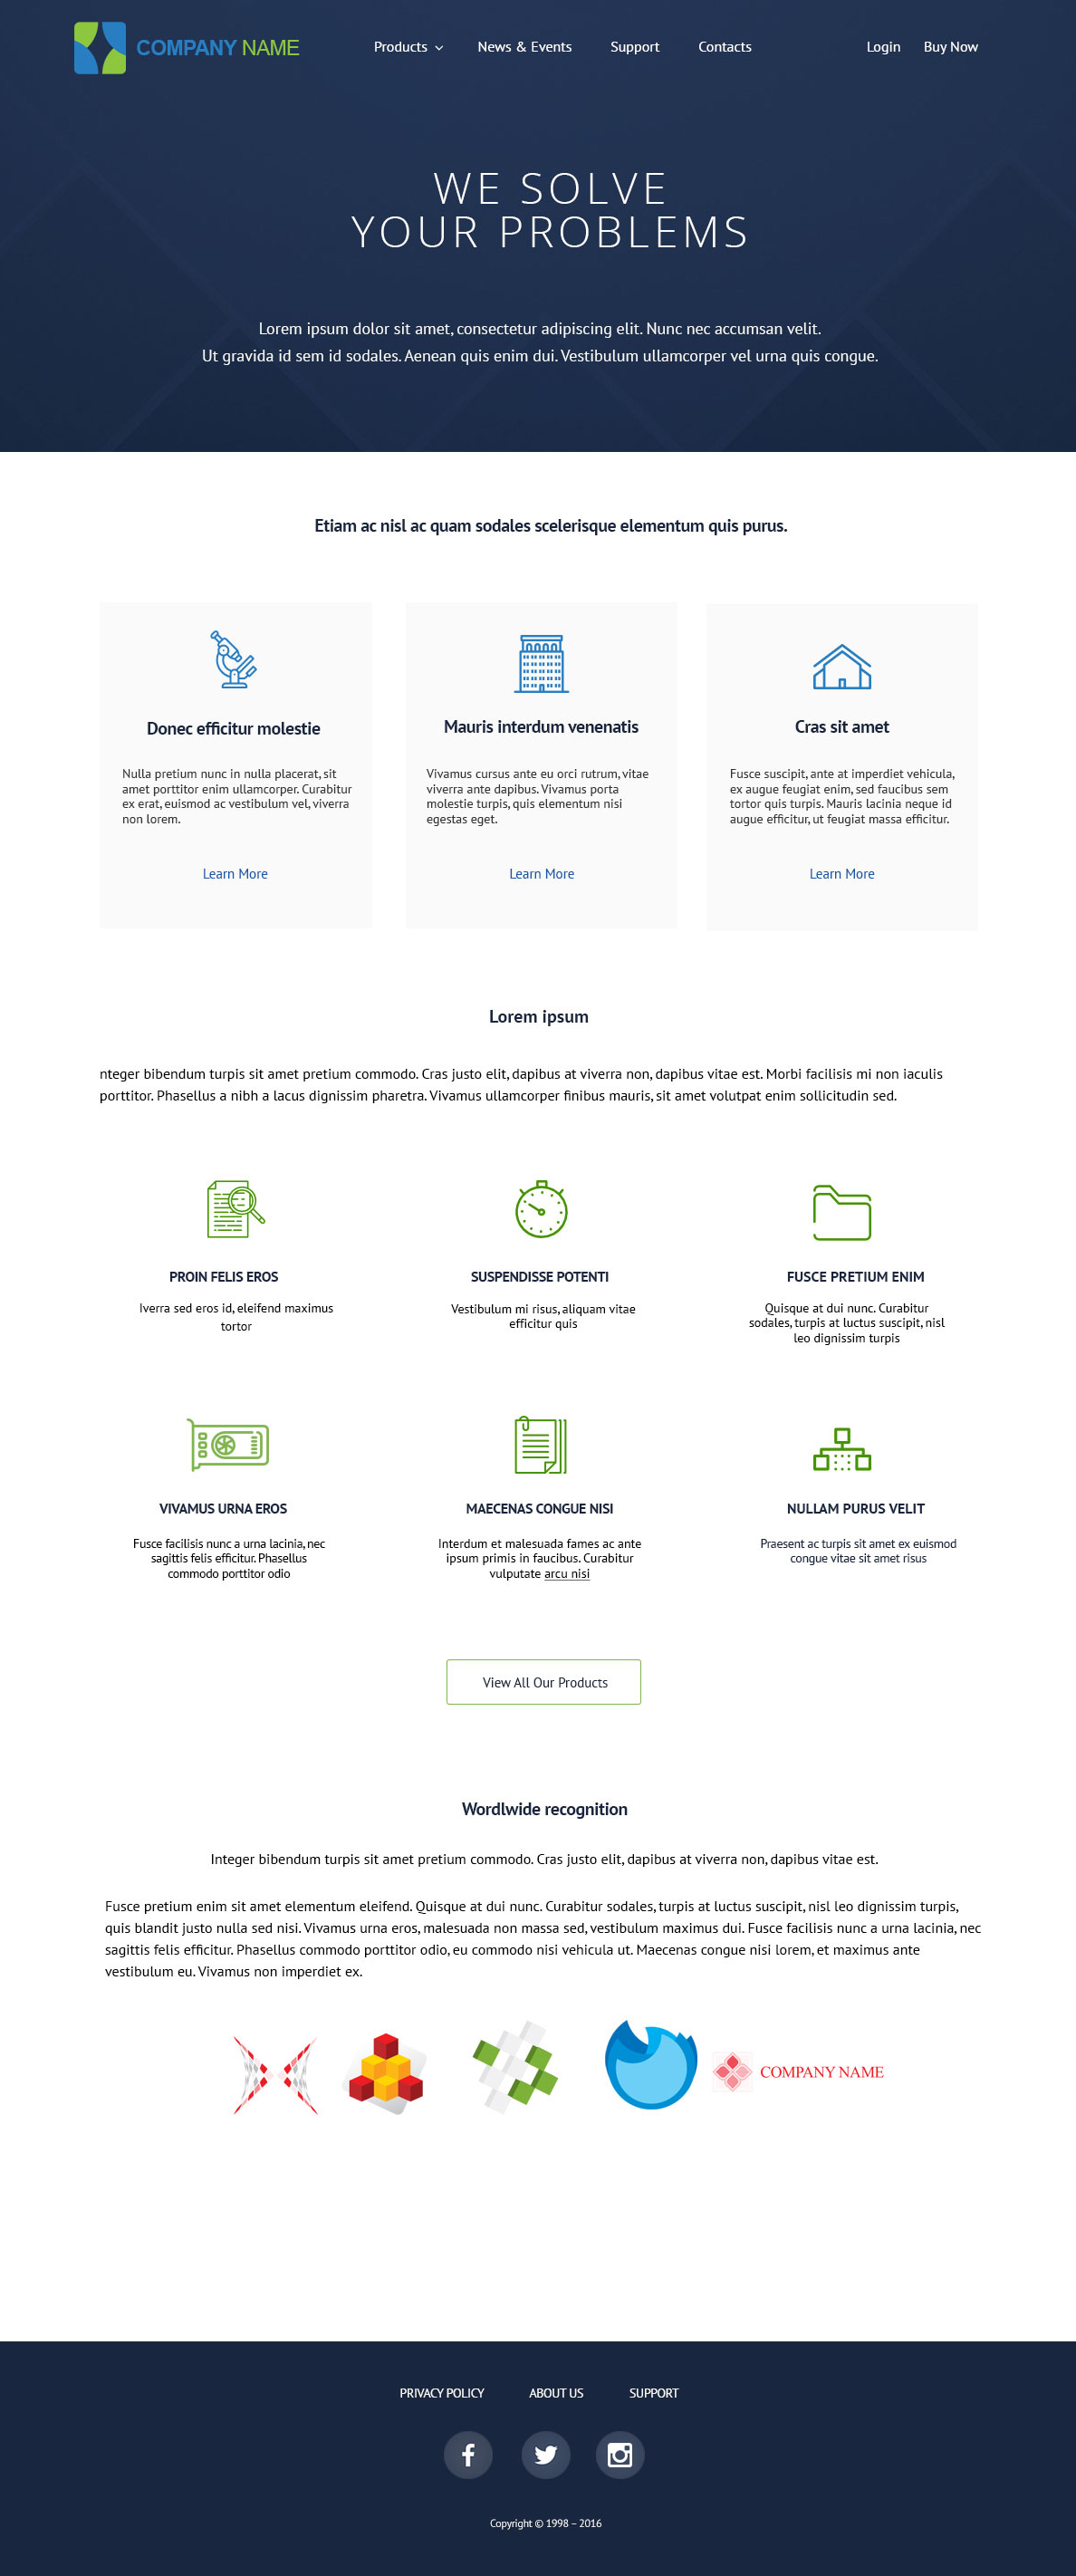 COMPANY NAME
Products
News & Events
Support
Contacts
Login
Buy Now
WE SOLVE
YOUR PROBLEMS
Lorem ipsum dolor sit amet, consectetur adipiscing elit. Nunc nec accumsan velit.
Ut gravida id sem id sodales. Aenean quis enim dui. Vestibulum ullamcorper vel urna quis congue.
Etiam ac nisl ac quam sodales scelerisque elementum quis purus.
Donec efficitur molestie
Nulla pretium nunc in nulla placerat, sit
amet porttitor enim ullamcorper. Curabitur
ex erat, euismod ac vestibulum vel, viverra
non lorem.
Learn More
Mauris interdum venenatis
Vivamus cursus ante eu orci rutrum, vitae
viverra ante dapibus. Vivamus porta
molestie turpis, quis elementum nisi
egestas eget.
Learn More
Cras sit amet
Fusce suscipit, ante at imperdiet vehicula,
ex augue feugiat enim, sed faucibus sem
tortor quis turpis. Mauris lacinia neque id
augue efficitur, ut feugiat massa efficitur.
Learn More
Lorem ipsum
nteger bibendum turpis sit amet pretium commodo. Cras justo elit, dapibus at viverra non, dapibus vitae est. Morbi facilisis mi non iaculis
porttitor. Phasellus a nibh a lacus dignissim pharetra. Vivamus ullamcorper finibus mauris, sit amet volutpat enim sollicitudin sed.
PROIN FELIS EROS
Iverra sed eros id, eleifend maximus
tortor
SUSPENDISSE POTENTI
Vestibulum mi risus, aliquam vitae
efficitur quis
FUSCE PRETIUM ENIM
Quisque at dui nunc. Curabitur
sodales, turpis at luctus suscipit, nisl
leo dignissim turpis
VIVAMUS URNA EROS
Fusce facilisis nunc a urna lacinia, nec
sagittis felis efficitur. Phasellus
commodo porttitor odio
MAECENAS CONGUE NISI
Interdum et malesuada fames ac ante
ipsum primis in faucibus. Curabitur
vulputate arcu nisi
NULLAM PURUS VELIT
Praesent ac turpis sit amet ex euismod
congue vitae sit amet risus
View All Our Products
Wordlwide recognition
Integer bibendum turpis sit amet pretium commodo. Cras justo elit, dapibus at viverra non, dapibus vitae est.
Fusce pretium enim sit amet elementum eleifend. Quisque at dui nunc. Curabitur sodales, turpis at luctus suscipit, nisl leo dignissim turpis,
quis blandit justo nulla sed nisi. Vivamus urna eros, malesuada non massa sed, vestibulum maximus dui. Fusce facilisis nunc a urna lacinia, nec
sagittis felis efficitur. Phasellus commodo porttitor odio, eu commodo nisi vehicula ut. Maecenas congue nisi lorem, et maximus ante
vestibulum eu. Vivamus non imperdiet ex.
COMPANY NAME
PRIVACY POLICY
ABOUT US
SUPPORT
Copyright © 1998 – 2016